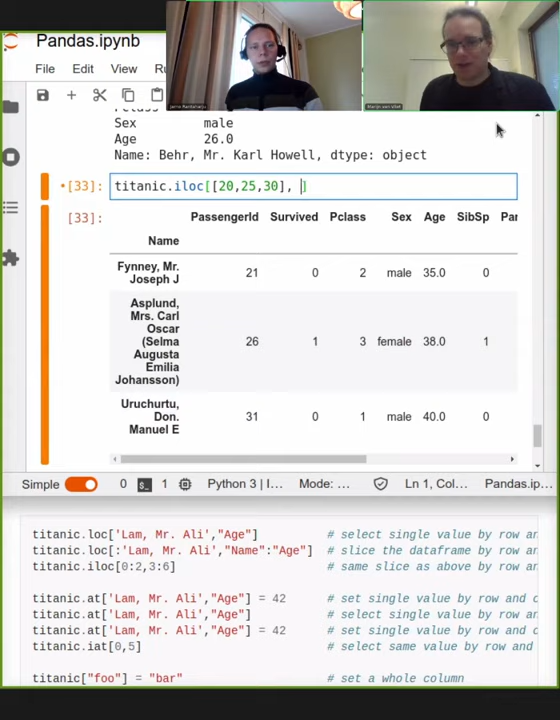 Pandas.ipynb
File Edit View Ru
Sex male
Age 26.0
Name: Behr, Mr. Karl Howell, dtype: object
[33]: titanic.iloc[[20,25,30], ]
[33]: PassengerId Survived Pclass Sex Age SibSp Par
Name
Fynney, Mr. Joseph J 21 0 2 male 35.0 0
Asplund, Mrs. Carl Oscar (Selma Augusta Emilia Johansson) 26 1 3 female 38.0 1
Uruchurtu, Don. Manuel E 31 0 1 male 40.0 0
Simple 0 $_ 1 Python 3 | I... Mode: ... Ln 1, Col... Pandas.ip...
titanic.loc['Lam, Mr. Ali',"Age"] # select single value by row an
titanic.loc[:'Lam, Mr. Ali',"Name":"Age"] # slice the dataframe by row an
titanic.iloc[0:2,3:6] # same slice as above by row an
titanic.at['Lam, Mr. Ali',"Age"] = 42 # set single value by row and c
titanic.at['Lam, Mr. Ali',"Age"] # select single value by row an
titanic.at['Lam, Mr. Ali',"Age"] = 42 # set single value by row and c
titanic.iat[0,5] # select same value by row and
titanic["foo"] = "bar" # set a whole column